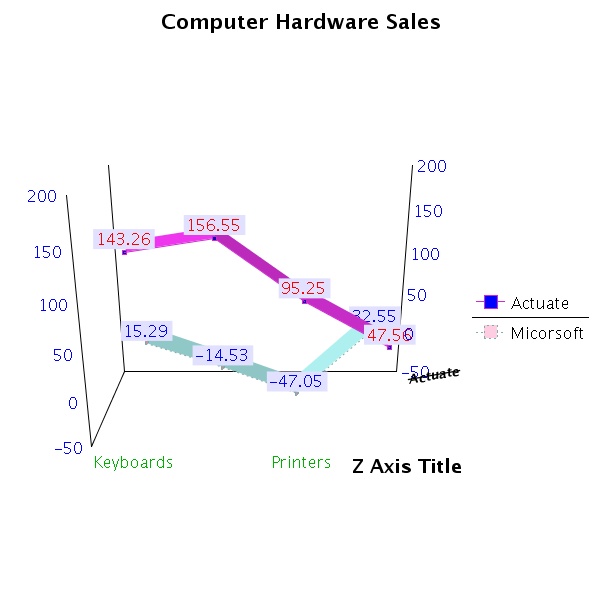 Computer Hardware Sales
200
150
100
50
0
-50
200
150
100
50
0
-50
143.26
156.55
95.25
47.56
15.29
-14.53
-47.05
32.55
Actuate
Micorsoft
Actuate
Keyboards
Printers
Z Axis Title